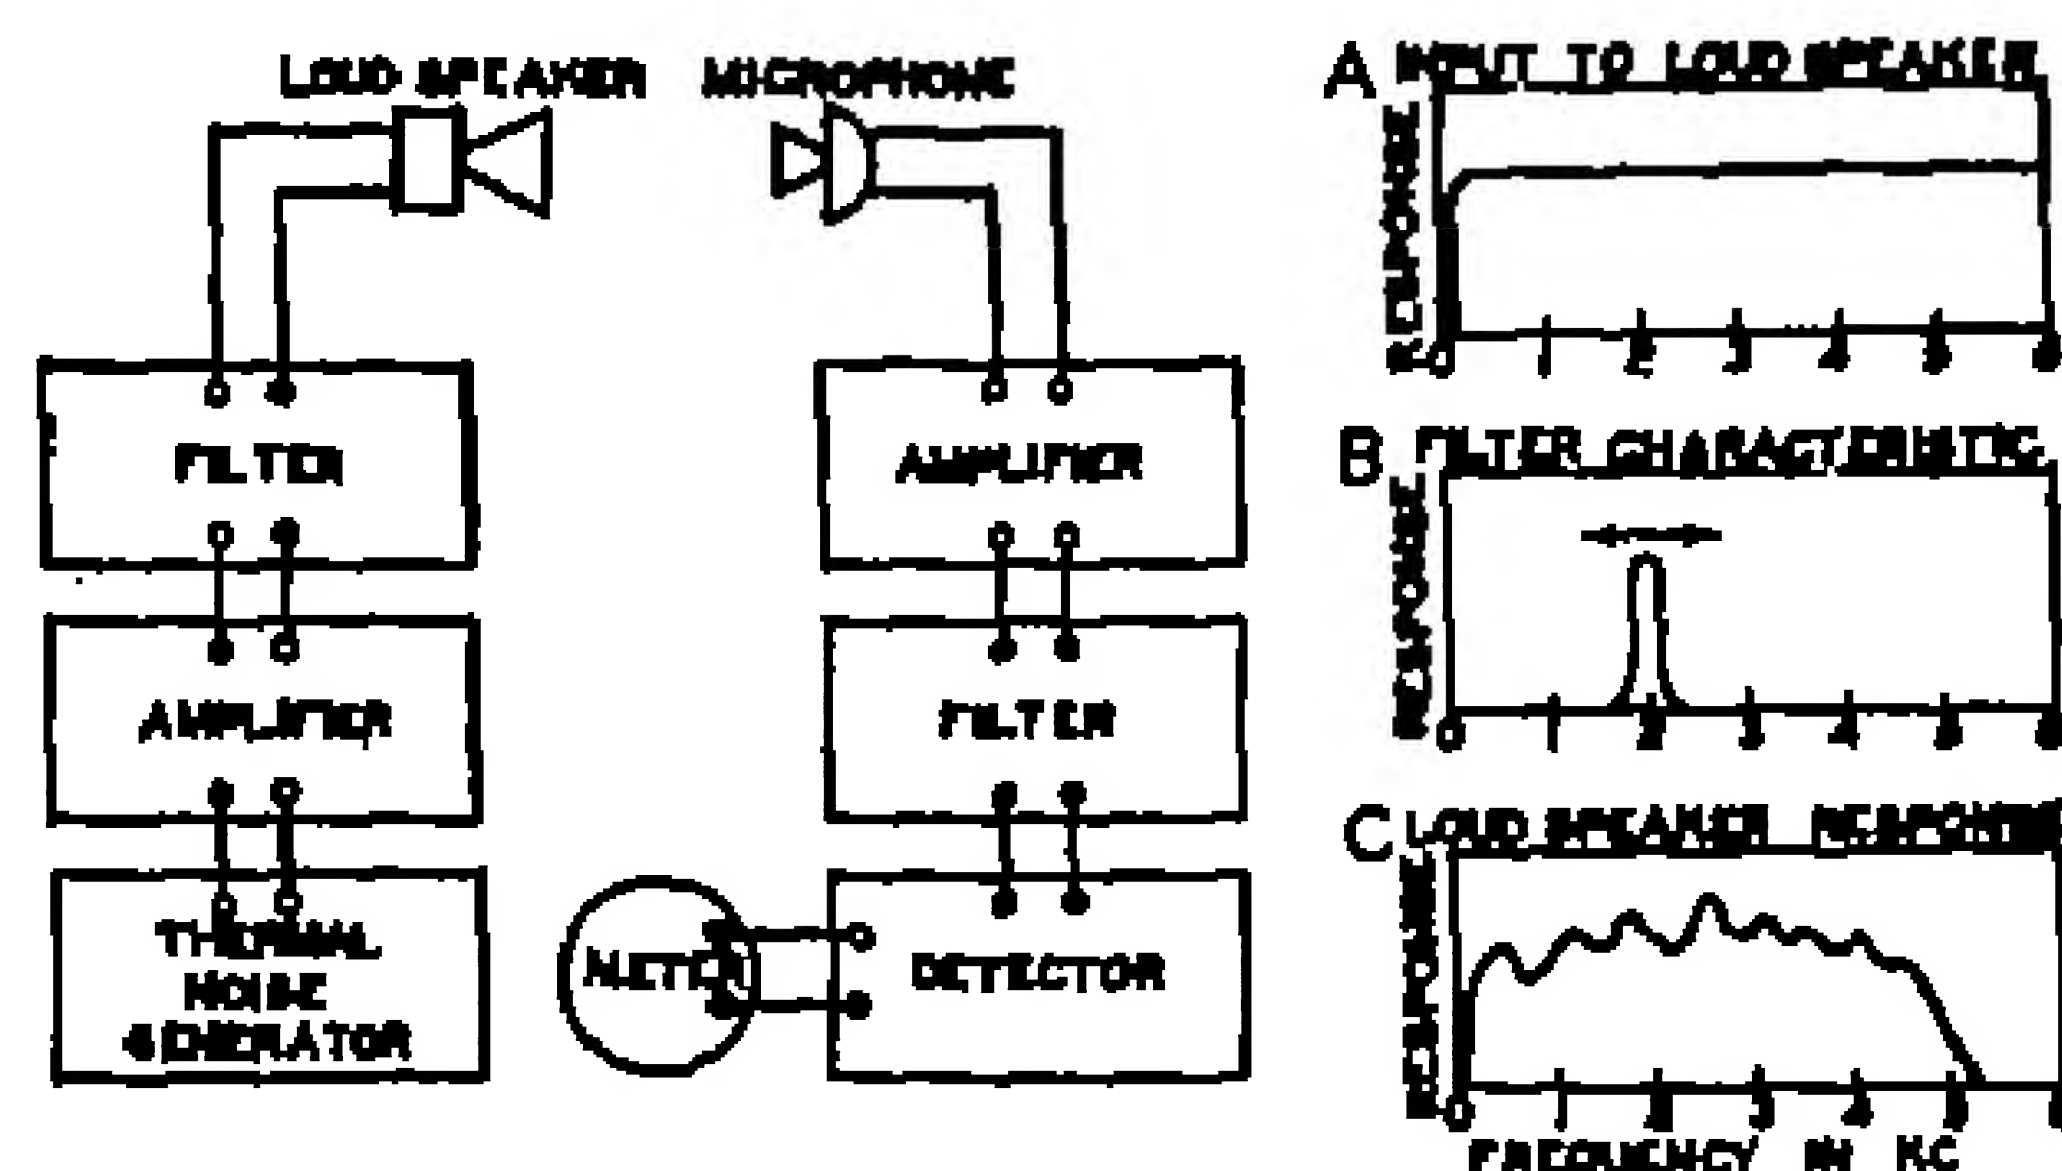 LOUD SPEAKER
MICROPHONE
FILTER
AMPLIFIER
THERMAL
NOISE
GENERATOR
AMPLIFIER
FILTER
METER
DETECTOR
A INPUT TO LOUD SPEAKER
RESPONSE
0 1 2 3 4 5 6
B FILTER CHARACTERISTIC
RESPONSE
0 1 2 3 4 5 6
C LOUD SPEAKER RESPONSE
RESPONSE
0 1 2 3 4 5
FREQUENCY IN KC